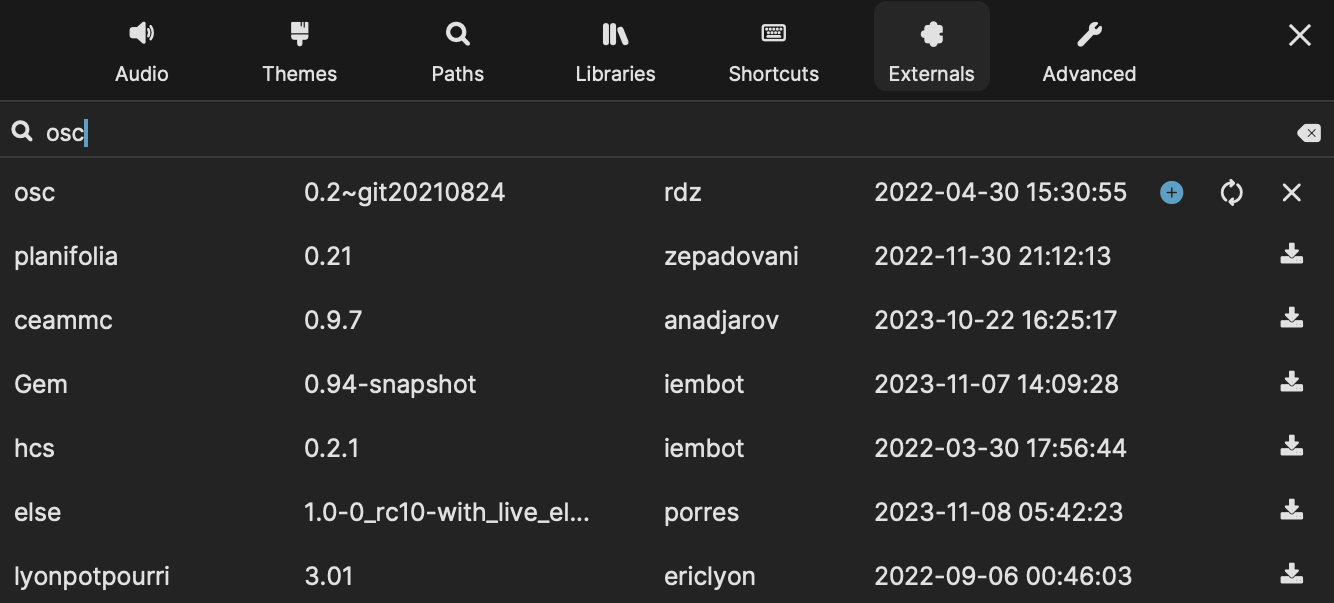 Audio Themes Paths Libraries Shortcuts Externals Advanced
osc
osc 0.2~git20210824 rdz 2022-04-30 15:30:55
planifolia 0.21 zepadovani 2022-11-30 21:12:13
ceammc 0.9.7 anadjarov 2023-10-22 16:25:17
Gem 0.94-snapshot iembot 2023-11-07 14:09:28
hcs 0.2.1 iembot 2022-03-30 17:56:44
else 1.0-0_rc10-with_live_el... porres 2023-11-08 05:42:23
lyonpotpourri 3.01 ericlyon 2022-09-06 00:46:03